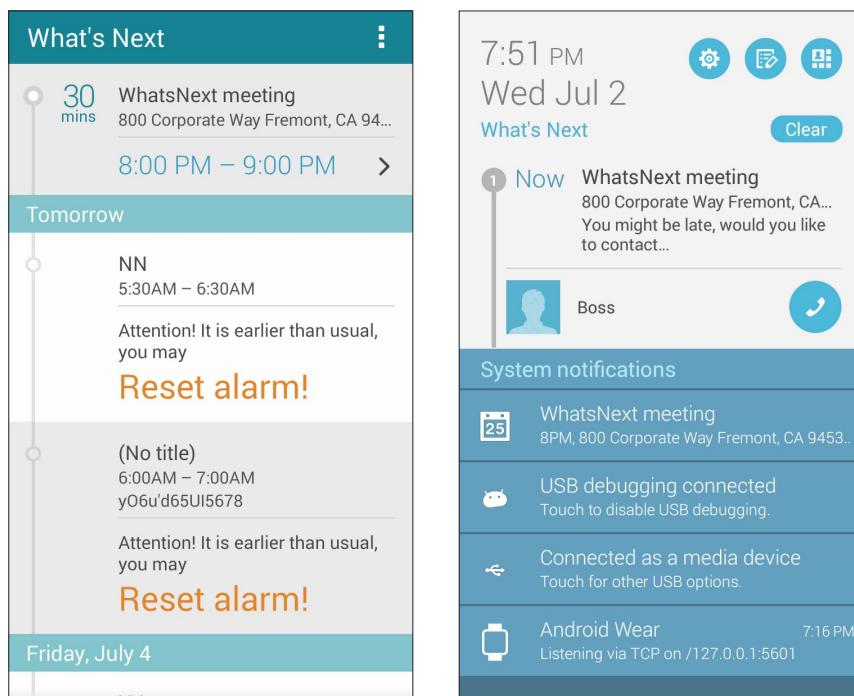 What's Next
30
mins
WhatsNext meeting
800 Corporate Way Fremont, CA 94...
8:00 PM – 9:00 PM
Tomorrow
NN
5:30AM – 6:30AM
Attention! It is earlier than usual,
you may
Reset alarm!
(No title)
6:00AM – 7:00AM
yO6u'd65UI5678
Attention! It is earlier than usual,
you may
Reset alarm!
Friday, July 4
7:51 PM
Wed Jul 2
What's Next
Clear
1
Now
WhatsNext meeting
800 Corporate Way Fremont, CA...
You might be late, would you like
to contact...
Boss
System notifications
25
WhatsNext meeting
8PM, 800 Corporate Way Fremont, CA 9453..
USB debugging connected
Touch to disable USB debugging.
Connected as a media device
Touch for other USB options.
Android Wear
7:16 PM
Listening via TCP on /127.0.0.1:5601